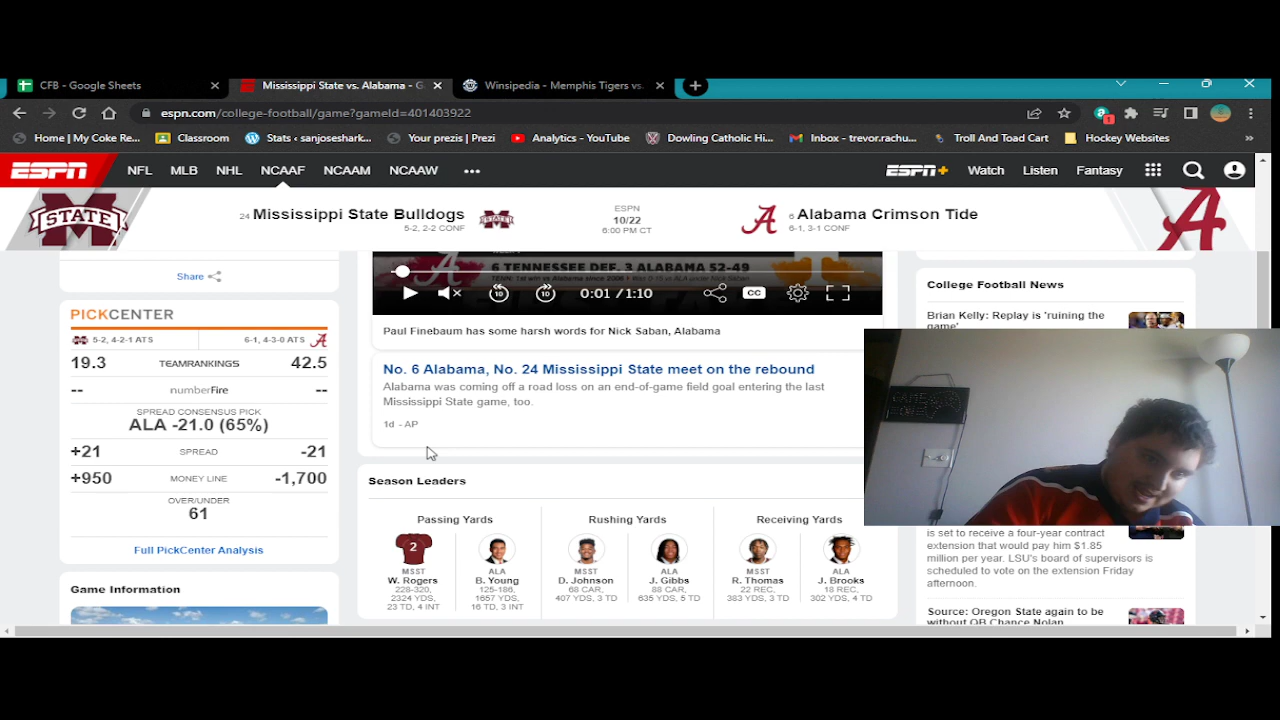 CFB - Google Sheets
Mississippi State vs. Alabama - G
Winsipedia - Memphis Tigers vs.
espn.com/college-football/game?gameId=401403922
Home | My Coke Re...
Classroom
Stats ‹ sanjoseshark...
Your prezis | Prezi
Analytics - YouTube
Dowling Catholic Hi...
Inbox - trevor.rachu...
Troll And Toad Cart
Hockey Websites
»
ESPN
NFL
MLB
NHL
NCAAF
NCAAM
NCAAW
ESPN+
Watch
Listen
Fantasy
STATE
24 Mississippi State Bulldogs
5-2, 2-2 CONF
STATE
ESPN
10/22
6:00 PM CT
A
6 Alabama Crimson Tide
6-1, 3-1 CONF
A
Share
PICKCENTER
5-2, 4-2-1 ATS
6-1, 4-3-0 ATS
19.3 TEAMRANKINGS 42.5
-- numberFire --
SPREAD CONSENSUS PICK
ALA -21.0 (65%)
+21 SPREAD -21
+950 MONEY LINE -1,700
OVER/UNDER
61
Full PickCenter Analysis
Game Information
6 TENNESSEE DEF. 3 ALABAMA 52-49
10
10
0:01 / 1:10
CC
Paul Finebaum has some harsh words for Nick Saban, Alabama
No. 6 Alabama, No. 24 Mississippi State meet on the rebound
Alabama was coming off a road loss on an end-of-game field goal entering the last
Mississippi State game, too.
1d - AP
Season Leaders
Passing Yards
2
MSST
W. Rogers
228-320,
2324 YDS,
23 TD, 4 INT
ALA
B. Young
125-186,
1657 YDS,
16 TD, 3 INT
Rushing Yards
MSST
D. Johnson
68 CAR,
407 YDS, 3 TD
ALA
J. Gibbs
88 CAR,
635 YDS, 5 TD
Receiving Yards
MSST
R. Thomas
22 REC,
383 YDS, 3 TD
ALA
J. Brooks
18 REC,
302 YDS, 4 TD
College Football News
Brian Kelly: Replay is 'ruining the
game'
is set to receive a four-year contract
extension that would pay him $1.85
million per year. LSU's board of supervisors is
scheduled to vote on the extension Friday
afternoon.
Source: Oregon State again to be
without QB Chance Nolan